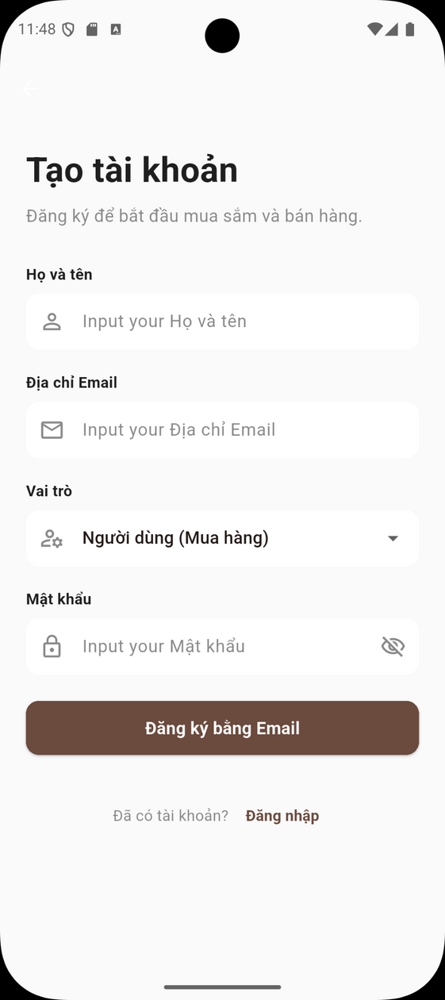 11:48
Tạo tài khoản
Đăng ký để bắt đầu mua sắm và bán hàng.
Họ và tên
Input your Họ và tên
Địa chỉ Email
Input your Địa chỉ Email
Vai trò
Người dùng (Mua hàng)
Mật khẩu
Input your Mật khẩu
Đăng ký bằng Email
Đã có tài khoản? Đăng nhập